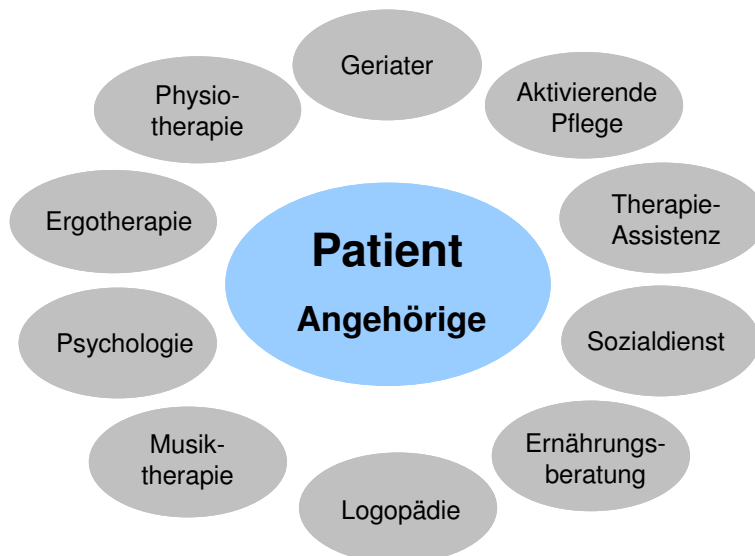 Geriater
Physio-
therapie
Aktivierende
Pflege
Ergotherapie
Therapie-
Assistenz
Patient
Angehörige
Psychologie
Sozialdienst
Musik-
therapie
Ernährungs-
beratung
Logopädie